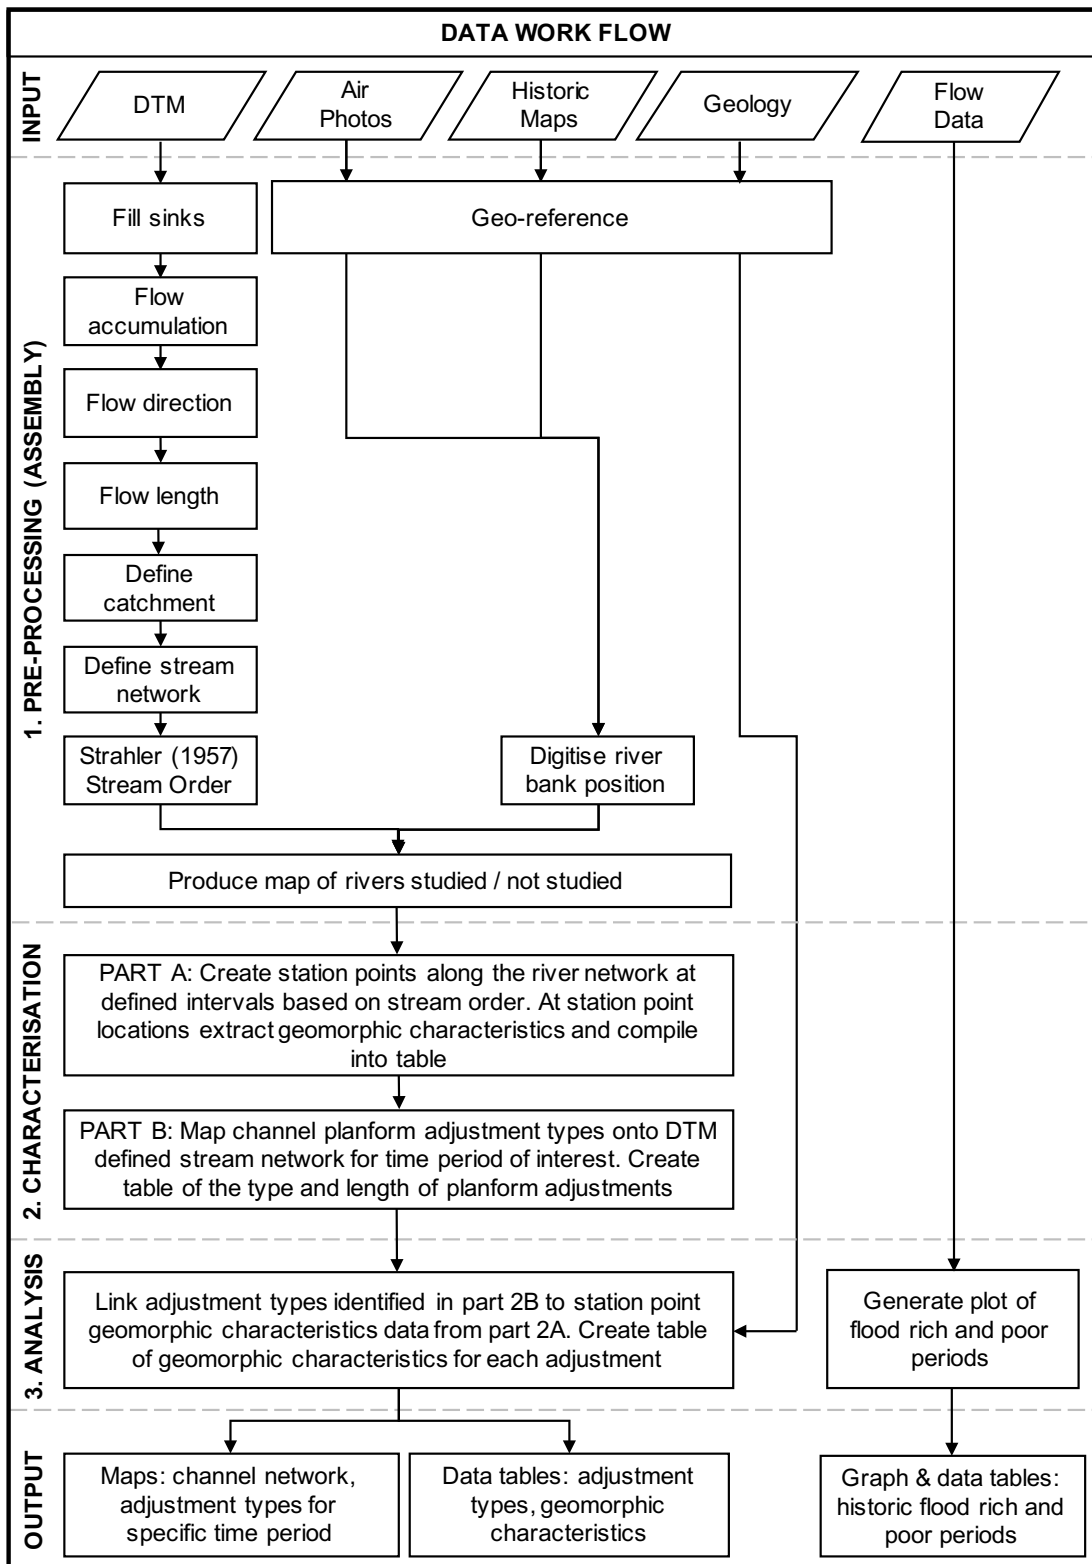 DATA WORK FLOW
INPUT
DTM
Air
Photos
Historic
Maps
Geology
Flow
Data
1. PRE-PROCESSING (ASSEMBLY)
Fill sinks
Geo-reference
Flow
accumulation
Flow direction
Flow length
Define
catchment
Define stream
network
Strahler (1957)
Stream Order
Digitise river
bank position
Produce map of rivers studied / not studied
2. CHARACTERISATION
PART A: Create station points along the river network at
defined intervals based on stream order. At station point
locations extract geomorphic characteristics and compile
into table
PART B: Map channel planform adjustment types onto DTM
defined stream network for time period of interest. Create
table of the type and length of planform adjustments
3. ANALYSIS
Link adjustment types identified in part 2B to station point
geomorphic characteristics data from part 2A. Create table
of geomorphic characteristics for each adjustment
Generate plot of
flood rich and poor
periods
OUTPUT
Maps: channel network,
adjustment types for
specific time period
Data tables: adjustment
types, geomorphic
characteristics
Graph & data tables:
historic flood rich and
poor periods